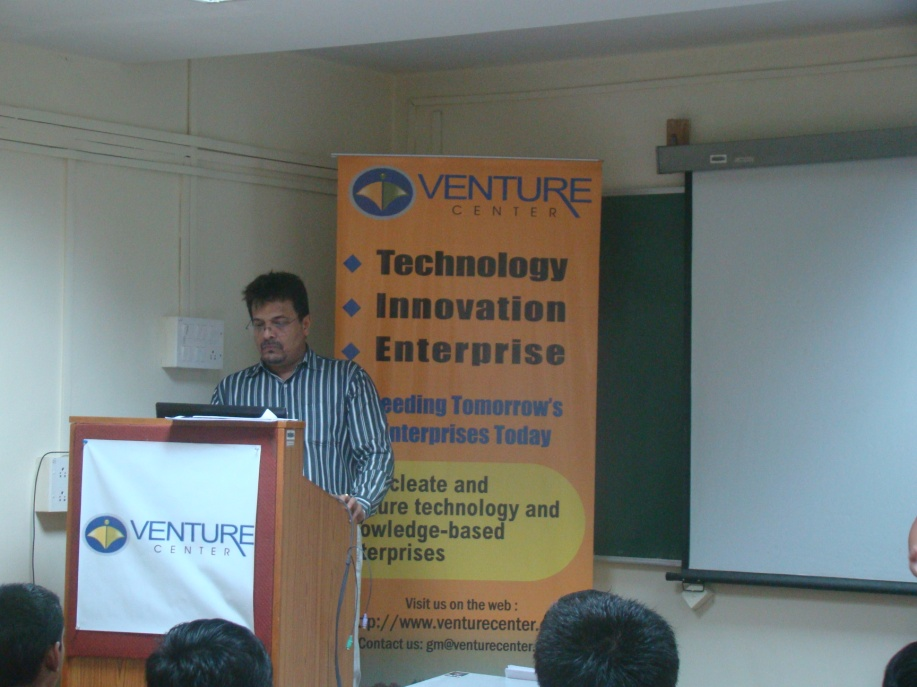 VENTURE
CENTER
Technology
Innovation
Enterprise
eeding Tomorrow's
nterprises Today
cleate and
ure technology and
owledge-based
terprises
Visit us on the web :
tp://www.venturecenter.
Contact us: gm@venturecenter.
VENTURE
CENTER